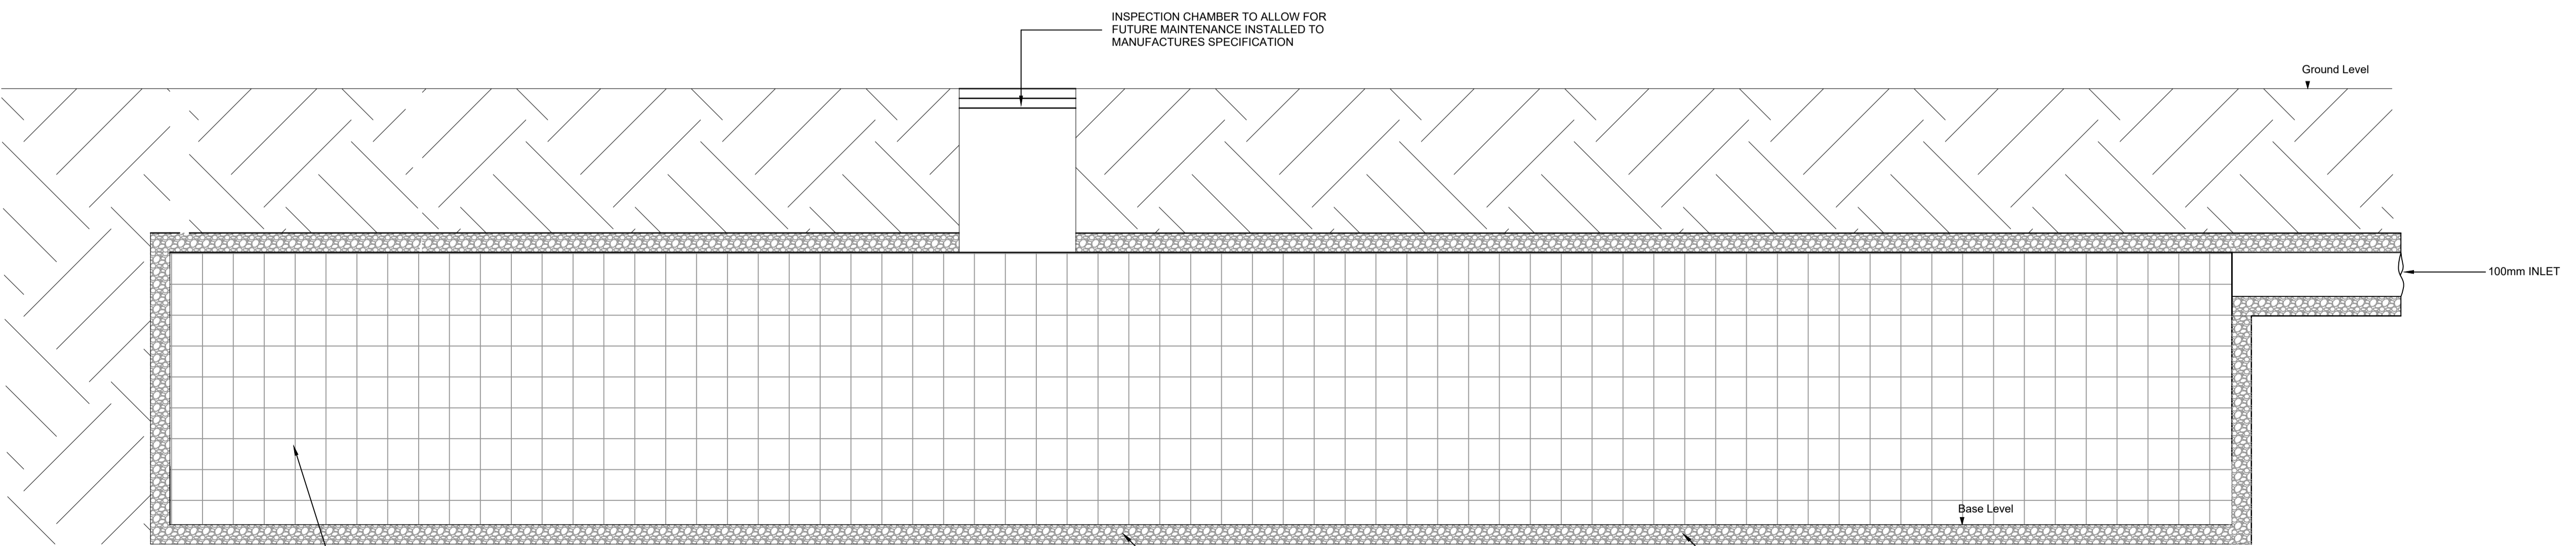 INSPECTION CHAMBER TO ALLOW FOR
FUTURE MAINTENANCE INSTALLED TO
MANUFACTURES SPECIFICATION
Ground Level
100mm INLET
Base Level